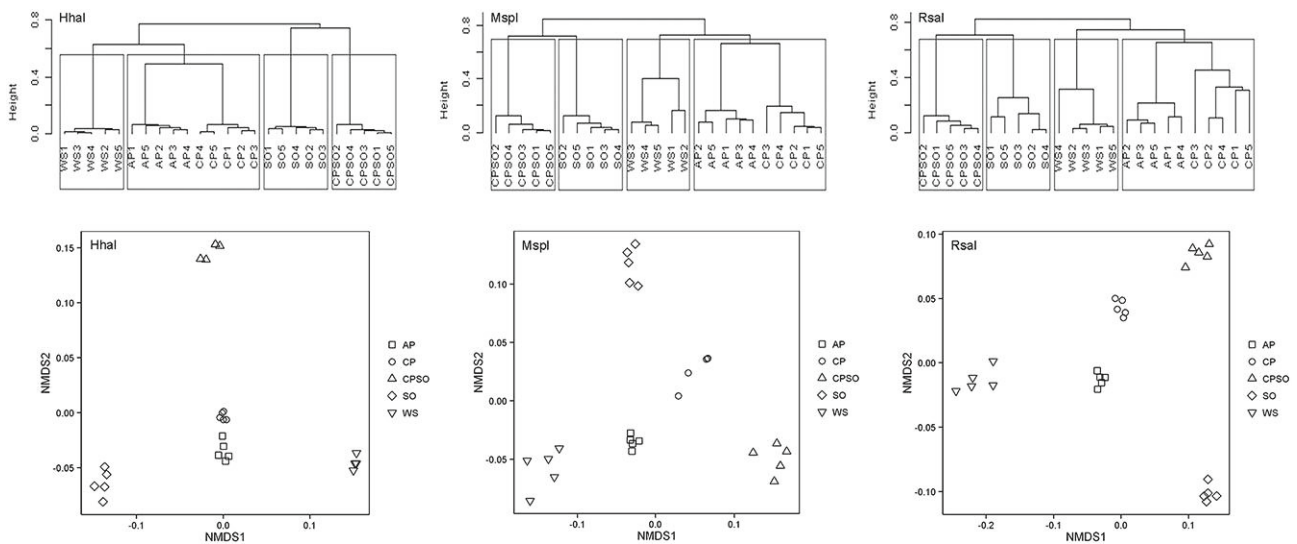 HhaI
Height
0.0 0.4 0.8
WS1 WS3 WS4 WS2 WS5 AP1 AP5 AP2 AP3 AP4 CP4 CP5 CP1 CP2 CP3 SO1 SO5 SO4 SO2 SO3 CPSO2 CPSO4 CPSO3 CPSO1 CPSO5
MspI
Height
0.0 0.4 0.8
CPSO2 CPSO4 CPSO3 CPSO1 CPSO5 SO2 SO5 SO1 SO3 SO4 WS3 WS4 WS5 WS1 WS2 AP2 AP5 AP1 AP3 AP4 CP3 CP4 CP2 CP1 CP5
RsaI
Height
0.0 0.4 0.8
CPSO2 CPSO1 CPSO5 CPSO3 CPSO4 SO1 SO5 SO3 SO2 SO4 WS4 WS2 WS3 WS1 WS5 AP2 AP3 AP5 AP1 AP4 CP3 CP2 CP4 CP1 CP5
HhaI
NMDS2
0.15
0.10
0.05
0.00
-0.05
-0.1 0.0 0.1
NMDS1
AP
CP
CPSO
SO
WS
MspI
NMDS2
0.10
0.05
0.00
-0.05
-0.1 0.0 0.1
NMDS1
AP
CP
CPSO
SO
WS
RsaI
NMDS2
0.10
0.05
0.00
-0.05
-0.10
-0.2 -0.1 0.0 0.1
NMDS1
AP
CP
CPSO
SO
WS